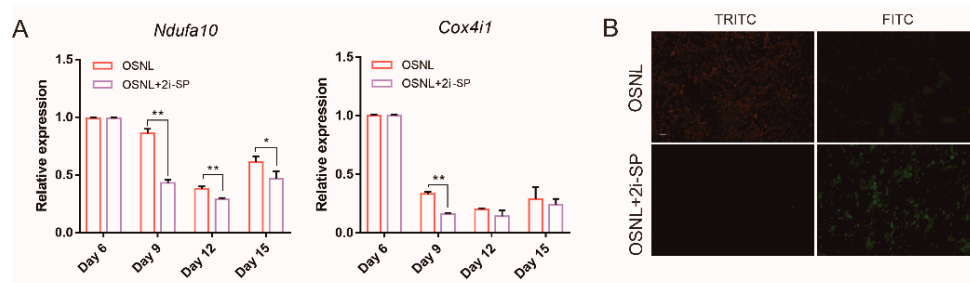 A
Ndufa10
OSNL
OSNL+2i-SP
Relative expression
1.5
1.0
0.5
0.0
**
**
*
Day 6
Day 9
Day 12
Day 15
Cox4i1
OSNL
OSNL+2i-SP
Relative expression
1.5
1.0
0.5
0.0
**
Day 6
Day 9
Day 12
Day 15
B
TRITC
FITC
OSNL
OSNL+2i-SP